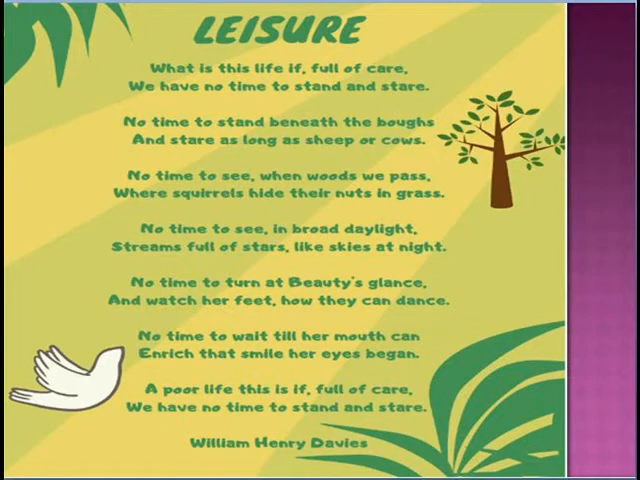 LEISURE
What is this life if, full of care,
We have no time to stand and stare.
No time to stand beneath the boughs
And stare as long as sheep or cows.
No time to see, when woods we pass,
Where squirrels hide their nuts in grass.
No time to see, in broad daylight,
Streams full of stars, like skies at night.
No time to turn at Beauty's glance,
And watch her feet, how they can dance.
No time to wait till her mouth can
Enrich that smile her eyes began.
A poor life this is if, full of care,
We have no time to stand and stare.
William Henry Davies